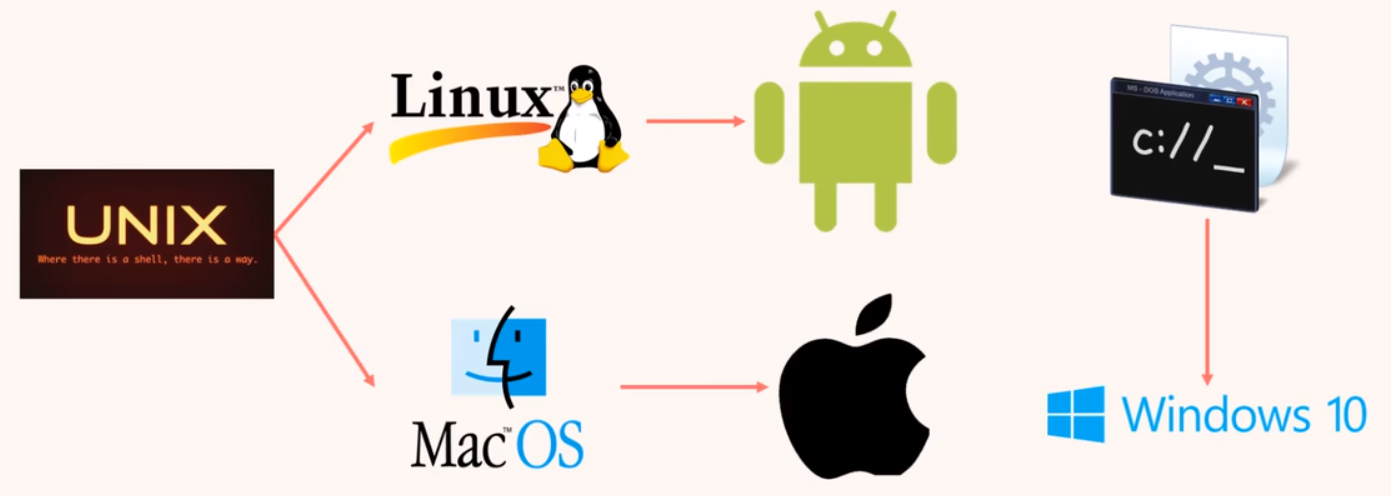 Linux™
MS - DOS Application
c://_
UNIX
Where there is a shell, there is a way.
Mac™OS
Windows 10